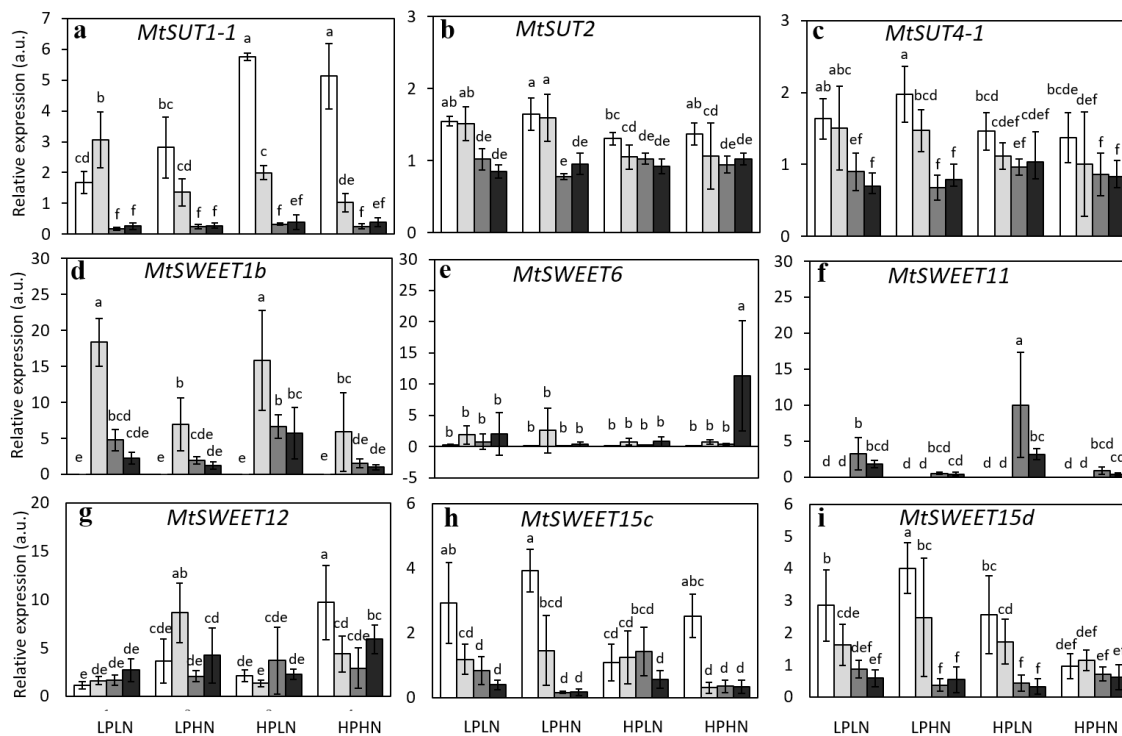 a MtSUT1-1
Relative expression (a.u.)
7
6
5
4
3
2
1
0
cd b f f
bc cd f f
a c f ef
a de f ef
b MtSUT2
3
2
1
0
ab ab de de
a a e de
bc cd de de
ab cd de de
c MtSUT4-1
3
2
1
0
ab abc ef f
a bcd f f
bcd cdef ef cdef
bcde def f f
d MtSWEET1b
Relative expression (a.u.)
30
25
20
15
10
5
0
e a bcd cde
e b cde de
e a b bc
e bc de de
e MtSWEET6
30
25
20
15
10
5
0
-5
b b b b
b b b b
b b b b
b b b a
f MtSWEET11
30
25
20
15
10
5
0
d d b bcd
d d cd cd
d d a bc
d d bcd
g MtSWEET12
Relative expression (a.u.)
20
15
10
5
0
e de de de
cde ab de cd
de e cde de
a cd cde bc
LPLN LPHN HPLN HPHN
h MtSWEET15c
6
4
2
0
ab cd d d
a bcd d d
cd cd bcd d
abc d d d
LPLN LPHN HPLN HPHN
i MtSWEET15d
6
5
4
3
2
1
0
b cde def ef
a bc f ef
bc cd f f
def def ef ef
LPLN LPHN HPLN HPHN